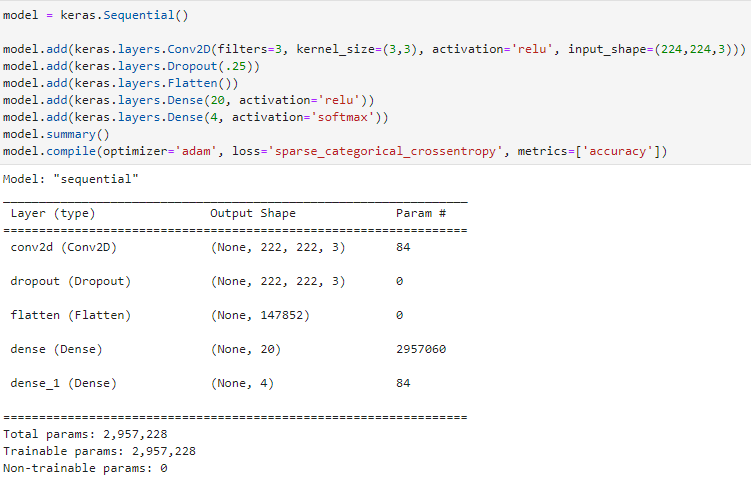 model = keras.Sequential()
model.add(keras.layers.Conv2D(filters=3, kernel_size=(3,3), activation='relu', input_shape=(224,224,3)))
model.add(keras.layers.Dropout(.25))
model.add(keras.layers.Flatten())
model.add(keras.layers.Dense(20, activation='relu'))
model.add(keras.layers.Dense(4, activation='softmax'))
model.summary()
model.compile(optimizer='adam', loss='sparse_categorical_crossentropy', metrics=['accuracy'])
Model: "sequential"
_________________________________________________________________
Layer (type) Output Shape Param #
=================================================================
conv2d (Conv2D) (None, 222, 222, 3) 84
dropout (Dropout) (None, 222, 222, 3) 0
flatten (Flatten) (None, 147852) 0
dense (Dense) (None, 20) 2957060
dense_1 (Dense) (None, 4) 84
=================================================================
Total params: 2,957,228
Trainable params: 2,957,228
Non-trainable params: 0